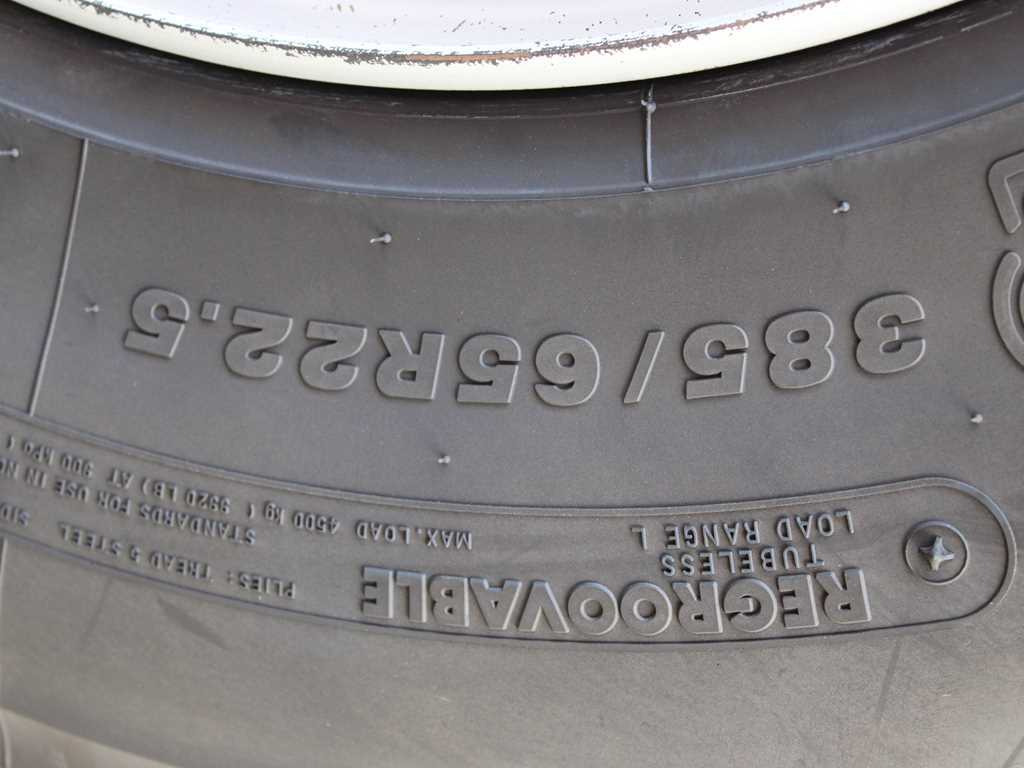 385/65R22.5
REGROOVABLE
TUBELESS
LOAD RANGE L
PLIES: TREAD 5 STEEL
STANDARDS FOR USE IN
MAX.LOAD 4500 kg ( 9920 LB) AT 900 kPa (